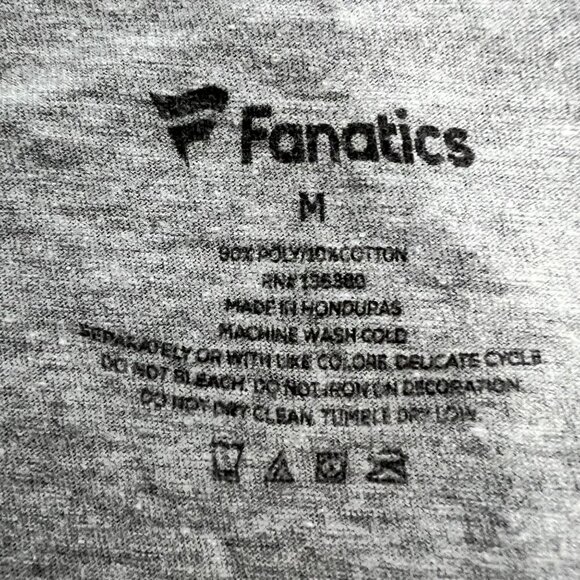 Fanatics
M
90% POLY/10% COTTON
RN#
MADE IN HONDURAS
MACHINE WASH COLD
SEPARATELY OR WITH LIKE COLORS. DELICATE CYCLE
DO NOT BLEACH. DO NOT IRON ON DECORATION.
DO NOT DRY CLEAN. TUMBLE DRY LOW.